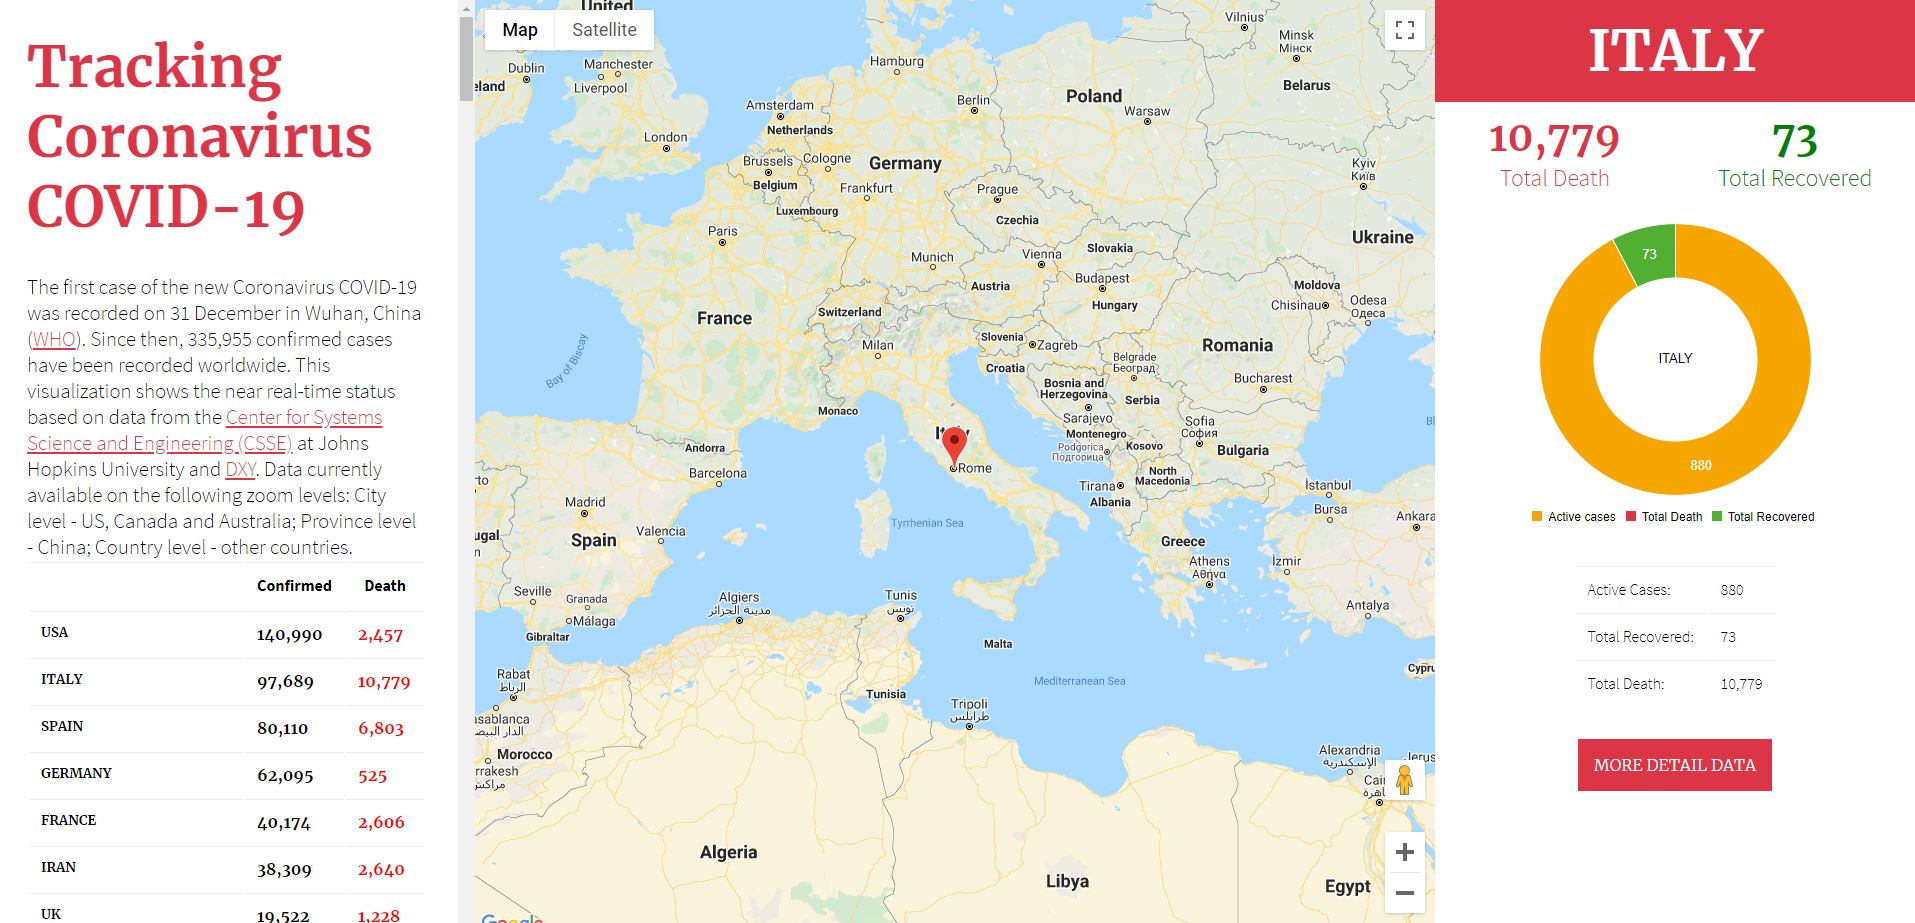 Tracking
Coronavirus
COVID-19
The first case of the new Coronavirus COVID-19
was recorded on 31 December in Wuhan, China
(WHO). Since then, 335,955 confirmed cases
have been recorded worldwide. This
visualization shows the near real-time status
based on data from the Center for Systems
Science and Engineering (CSSE) at Johns
Hopkins University and DXY. Data currently
available on the following zoom levels: City
level - US, Canada and Australia; Province level
- China; Country level - other countries.
Confirmed Death
USA 140,990 2,457
ITALY 97,689 10,779
SPAIN 80,110 6,803
GERMANY 62,095 525
FRANCE 40,174 2,606
IRAN 38,309 2,640
UK 19,522 1,228
Map Satellite
United
Dublin
eland
Manchester
Liverpool
London
Hamburg
Amsterdam
Netherlands
Berlin
Poland
Warsaw
Vilnius
Minsk
Мінск
Belarus
Brussels
Belgium
Cologne
Germany
Frankfurt
Luxembourg
Prague
Czechia
Kyiv
Київ
Ukraine
Paris
Munich
Vienna
Slovakia
Budapest
Austria
Hungary
Moldova
Chisinau
Odesa
Одеса
France
Switzerland
Milan
Slovenia
Zagreb
Croatia
Belgrade
Београд
Romania
Bucharest
Bosnia and
Herzegovina
Serbia
Bay of Biscay
Monaco
Sarajevo
Montenegro
Podgorica
Подгорица
Kosovo
Sofia
София
Bulgaria
Andorra
Barcelona
Rome
North
Macedonia
Tirana
Albania
rto
İstanbul
Bursa
Ankara
Madrid
Tyrrhenian Sea
Valencia
ugal
Spain
Greece
Athens
Αθήνα
İzmir
Antalya
Seville
Granada
Málaga
Gibraltar
Algiers
مدينة الجزائر
Tunis
تونس
Malta
Rabat
الرباط
Mediterranean Sea
Cypru
Tunisia
Tripoli
طرابلس
asablanca
الدار البيض
Morocco
rrakesh
مراكش
Alexandria
الإسكندرية
Jerus
Cair
Algeria
Libya
Egypt
Google
ITALY
10,779 73
Total Death Total Recovered
73
ITALY
880
Active cases Total Death Total Recovered
Active Cases: 880
Total Recovered: 73
Total Death: 10,779
MORE DETAIL DATA